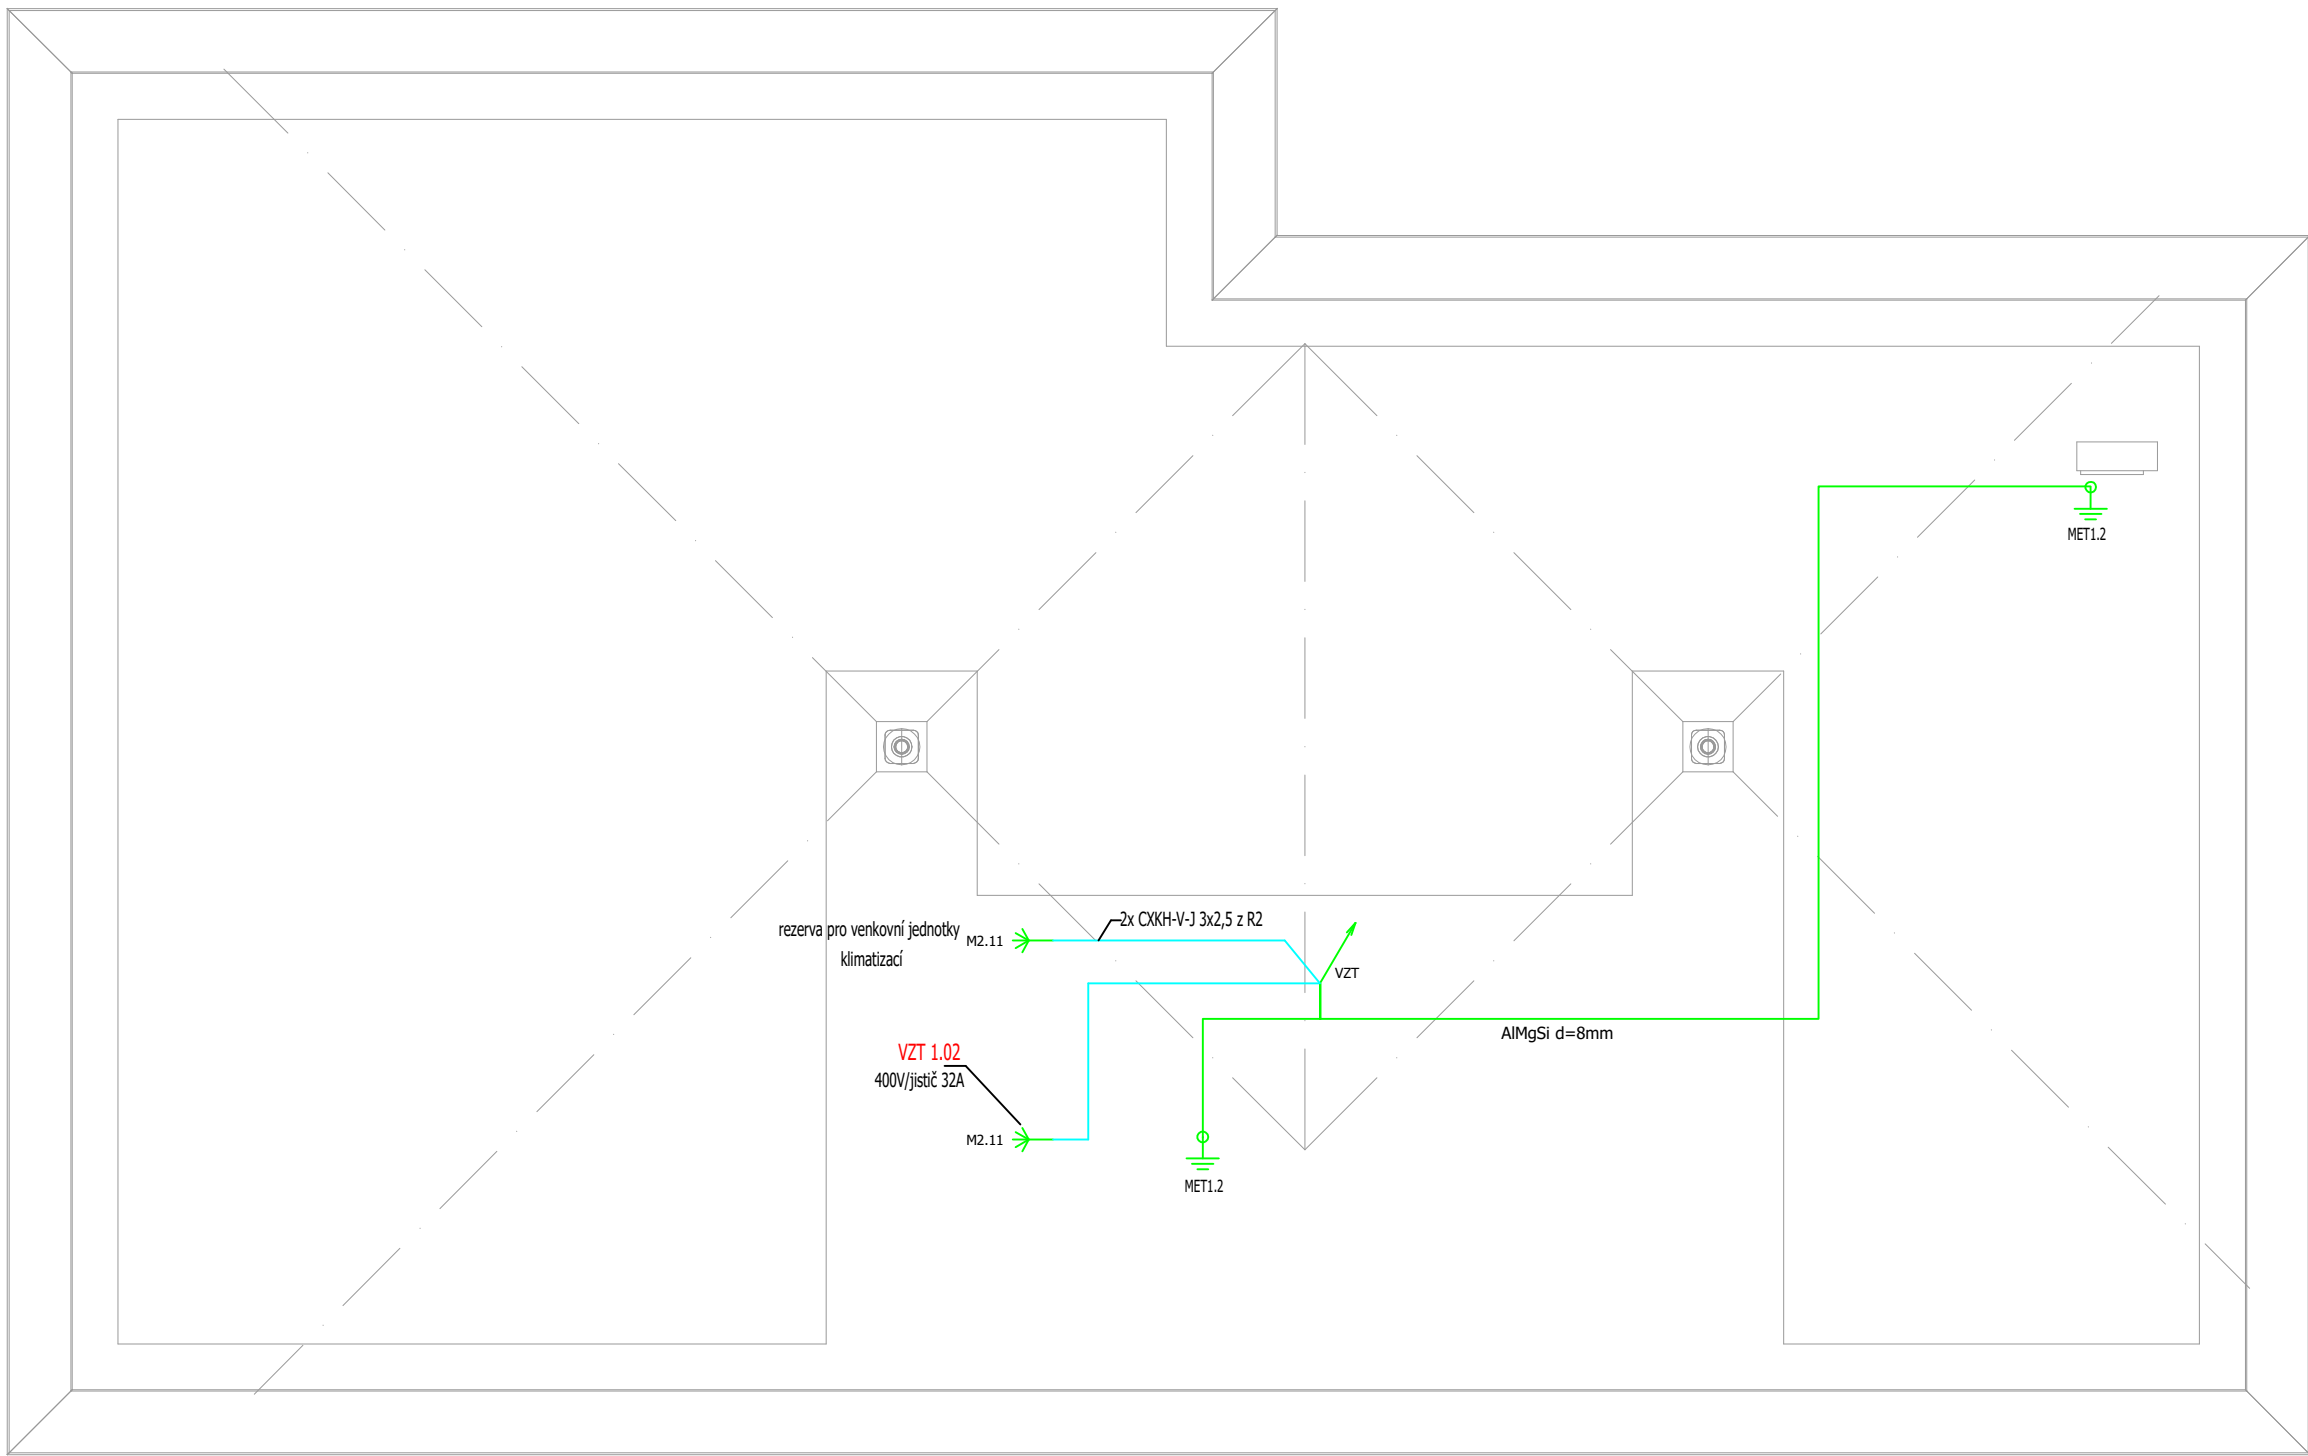 MET1.2
2x CXKH-V-J 3x2,5 z R2
rezerva pro venkovní jednotky
klimatizací
M2.11
VZT
AlMgSi d=8mm
VZT 1.02
400V/jistič 32A
M2.11
MET1.2